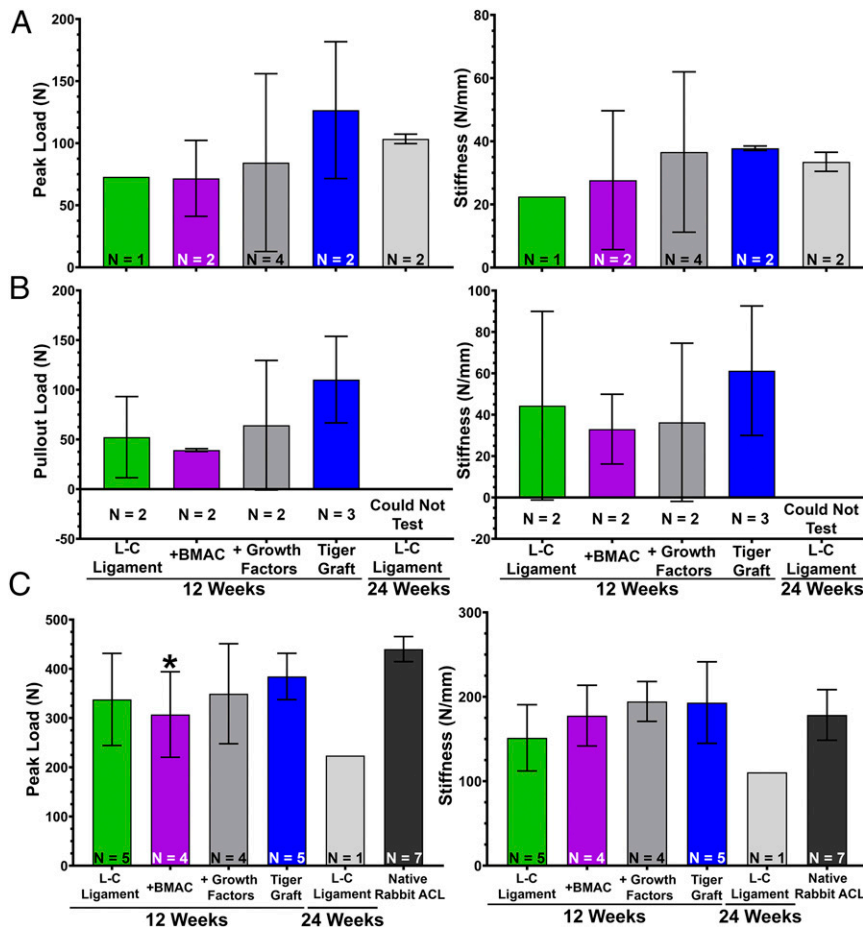 A
Peak Load (N)
200
150
100
50
0
N = 1
N = 2
N = 4
N = 2
N = 2
Stiffness (N/mm)
80
60
40
20
0
N = 1
N = 2
N = 4
N = 2
N = 2
B
Pullout Load (N)
200
150
100
50
0
-50
N = 2
N = 2
N = 2
N = 3
Could Not
Test
L-C
Ligament
+BMAC
+ Growth
Factors
Tiger
Graft
L-C
Ligament
12 Weeks
24 Weeks
Stiffness (N/mm)
100
80
60
40
20
0
-20
N = 2
N = 2
N = 2
N = 3
Could Not
Test
L-C
Ligament
+BMAC
+ Growth
Factors
Tiger
Graft
L-C
Ligament
12 Weeks
24 Weeks
C
Peak Load (N)
500
400
300
200
100
0
*
N = 5
N = 4
N = 4
N = 5
N = 1
N = 7
L-C
Ligament
+BMAC
+ Growth
Factors
Tiger
Graft
L-C
Ligament
Native
Rabbit ACL
12 Weeks
24 Weeks
Stiffness (N/mm)
300
200
100
0
N = 5
N = 4
N = 4
N = 5
N = 1
N = 7
L-C
Ligament
+BMAC
+ Growth
Factors
Tiger
Graft
L-C
Ligament
Native
Rabbit ACL
12 Weeks
24 Weeks